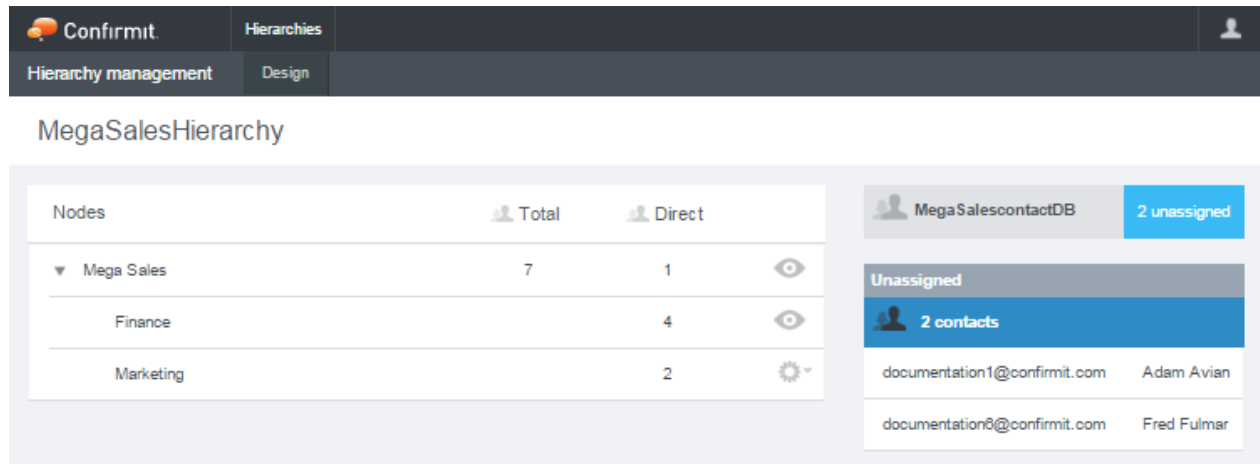 Confirmit. Hierarchies
Hierarchy management Design
MegaSalesHierarchy
Nodes Total Direct
Mega Sales 7 1
Finance 4
Marketing 2
MegaSalescontactDB 2 unassigned
Unassigned
2 contacts
documentation1@confirmit.com Adam Avian
documentation6@confirmit.com Fred Fulmar